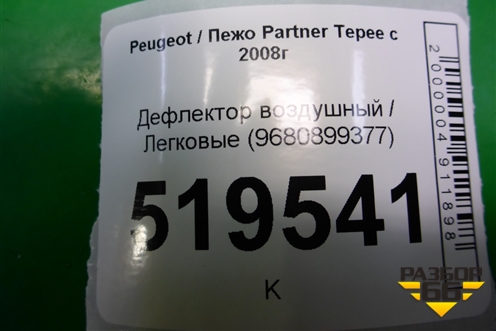 Peugeot / Пежо Partner Tepee с
2008г
Дефлектор воздушный /
Легковые (9680899377)
519541
К
2000004911898
РАЗБОР
66